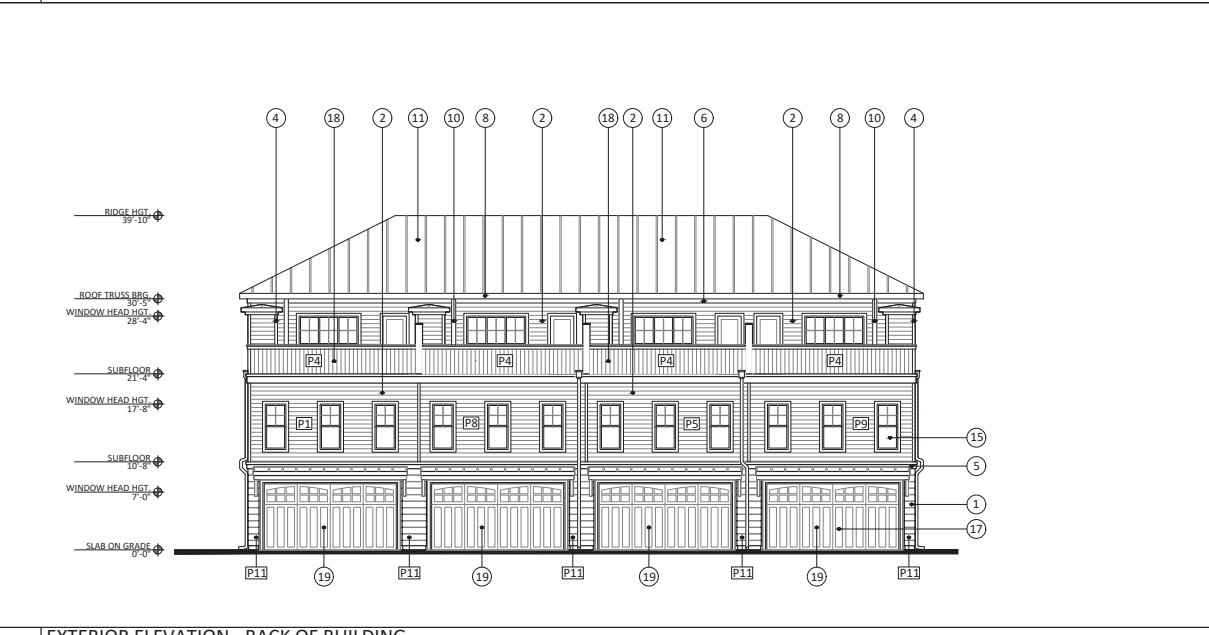 4 18 2 11 10 8 2 18 2 11 6 2 8 10 4
RIDGE HGT.
39'-10"
ROOF TRUSS BRG.
30'-5"
WINDOW HEAD HGT.
28'-4"
P4 P4 P4 P4
SUBFLOOR
21'-4"
WINDOW HEAD HGT.
17'-8"
P1 P8 P5 P9
15
SUBFLOOR
10'-8"
5
WINDOW HEAD HGT.
7'-0"
1
17
SLAB ON GRADE
0'-0"
P11 19 P11 19 P11 19 P11 19 P11
EXTERIOR ELEVATION - BACK OF BUILDING